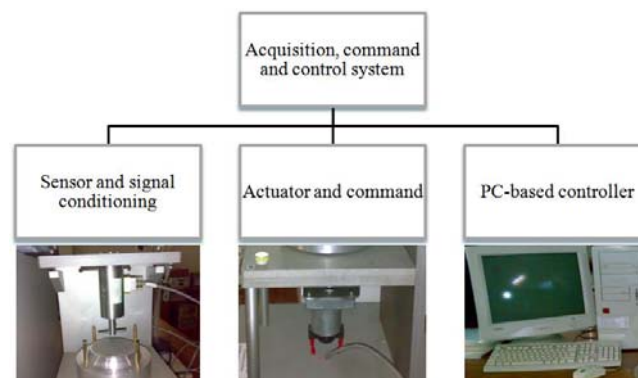 Acquisition, command
and control system
Sensor and signal
conditioning
Actuator and command
PC-based controller